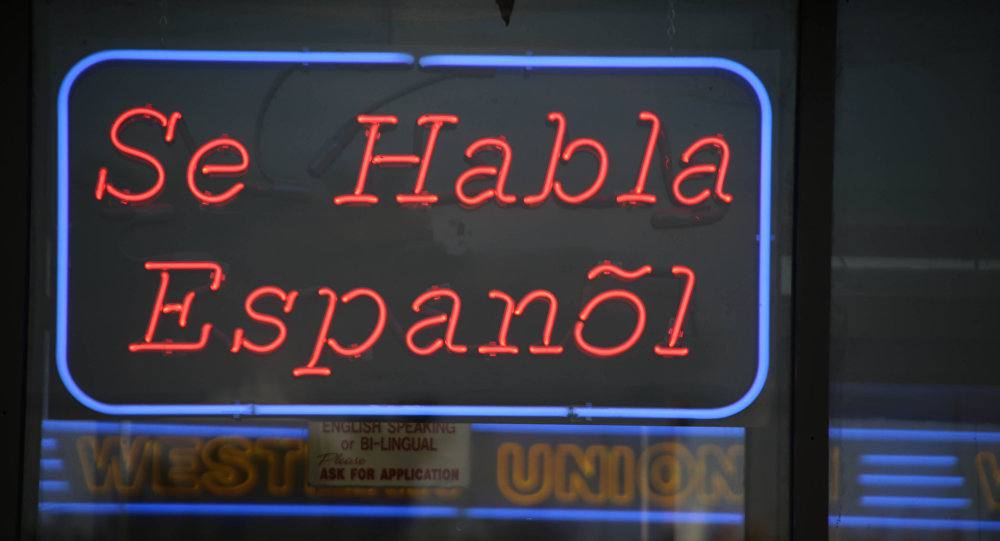 Se Habla
Espanõl
ENGLISH SPEAKING
or BI-LINGUAL
Please
ASK FOR APPLICATION
WESTERN UNION